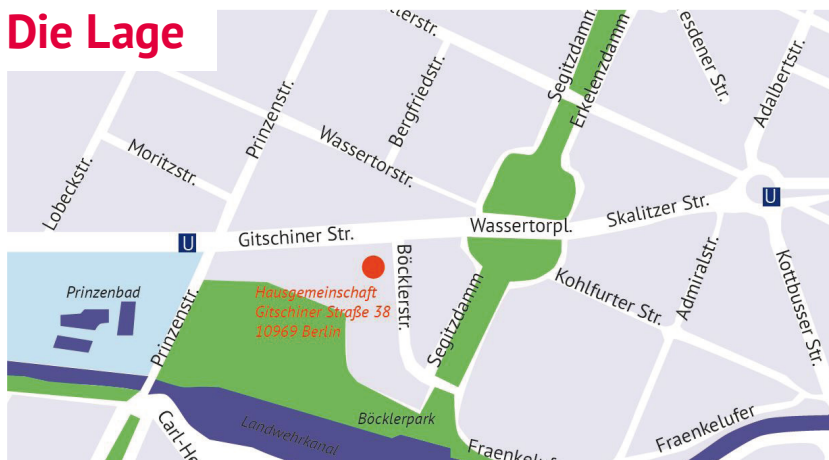 Die Lage
Segitzdamm
Erkelenzdamm
Adalbertstr.
Prinzenstr.
Bergfriedstr.
Wassertorstr.
Moritzstr.
Lobeckstr.
Skalitzer Str.
Wassertorpl.
U
U
Gitschiner Str.
Böcklerstr.
Kohlfurter Str.
Admiralstr.
Kottbusser Str.
Prinzenbad
Prinzenstr.
Hausgemeinschaft
Gitschiner Straße 38
10969 Berlin
Segitzdamm
Böcklerpark
Landwehrkanal
Fraenkelufer